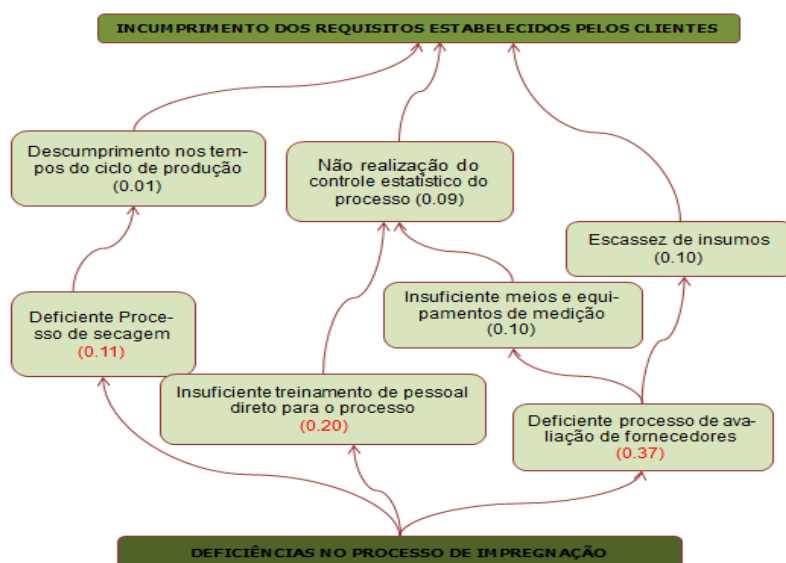 INCUMPRIMENTO DOS REQUISITOS ESTABELECIDOS PELOS CLIENTES
Descumprimento nos tem-
pos do ciclo de produção
(0.01)
Não realização do
controle estatístico do
processo (0.09)
Escassez de insumos
(0.10)
Deficiente Proce-
sso de secagem
(0.11)
Insuficiente meios e equi-
pamentos de medição
(0.10)
Insuficiente treinamento de pessoal
direto para o processo
(0.20)
Deficiente processo de ava-
liação de fornecedores
(0.37)
DEFICIÊNCIAS NO PROCESSO DE IMPREGNAÇÃO